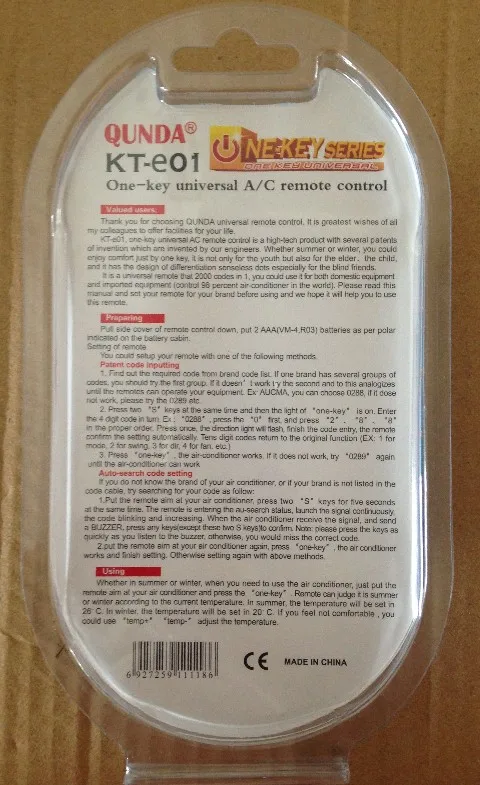 QUNDA®
ONE-KEY SERIES
ONE KEY UNIVERSAL
KT-e01
One-key universal A/C remote control
Valued users:
Thank you for choosing QUNDA universal remote control. It is greatest wishes of all
my colleagues to offer facilities for your life.
KT-e01, one-key universal AC remote control is a high-tech product with several patents
of invention which are invented by our engineers. Whether summer or winter, you could
enjoy comfort just by one key, it is not only for the youth but also for the elder, the child,
and it has the design of differentiation senseless dots especially for the blind friends.
It is a universal remote that 2000 codes in 1, you could use it for both domestic equipment
and imported equipment (control 98 percent air-conditioner in the world). Please read this
manual and set your remote for your brand before using and we hope it will help you to use
this remote.
Preparing
Pull side cover of remote control down, put 2 AAA(VM-4,R03) batteries as per polar
indicated on the battery cabin.
Setting of remote
You could setup your remote with one of the following methods.
Patent code inputting
1. Find out the required code from brand code list. If one brand has several groups of
codes, you should try the first group. If it doesn' t work try the second and to this analogizes
until the remotes can operate your equipment. Ex: AUCMA, you can choose 0288, if it dose
not work, please try the 0289 etc.
2. Press two "S" keys at the same time and then the light of "one-key" is on. Enter
the 4 digit code in turn. Ex: "0288", press the "0" first, and press "2" , "8" , "8"
in the proper order. Press once, the direction light will flash, finish the code entry, the remote
confirm the setting automatically. Tens digit codes return to the original function (EX: 1 for
mode, 2 for swing, 3 for dir, 4 for fan, etc.)
3. Press "one-key" , the air-conditioner works. If it does not work, try "0289" again
until the air-conditioner can work
Auto-search code setting
If you do not know the brand of your air conditioner, or if your brand is not listed in the
code cable, try searching for your code as follow:
1.Put the remote aim at your air conditioner, press two "S" keys for five seconds
at the same time. The remote is entering the au-search status, launch the signal continuously,
the code blinking and increasing. When the air conditioner receive the signal, and send
a BUZZER, press any keys(except these two S keys)to confirm. Note: please press the keys as
quickly as you listen to the buzzer, otherwise, you would miss the correct code.
2.put the remote aim at your air conditioner again, press "one-key" , the air conditioner
works and finish setting. Otherwise setting again with above methods.
Using
Whether in summer or winter, when you need to use the air conditioner, just put the
remote aim at your air conditioner and press the "one-key" . Remote can judge it is summer
or winter according to the current temperature. In summer, the temperature will be set in
26°C. In winter, the temperature will be set in 20°C. If you feel not comfortable , you
could use "temp+" "temp-" adjust the temperature.
6 927259 111186
CE MADE IN CHINA